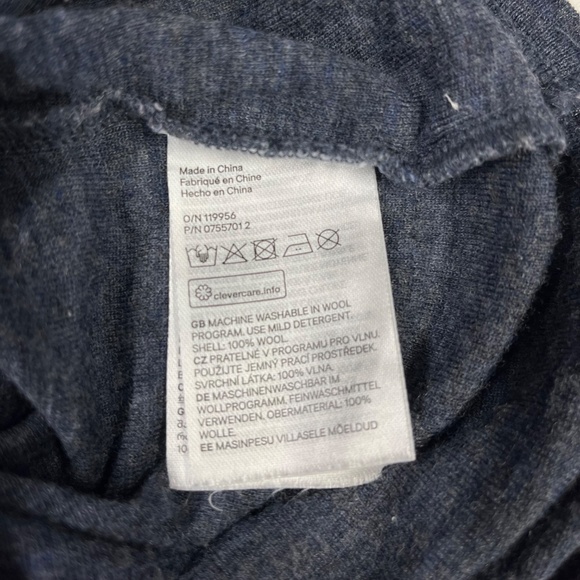 Made in China
Fabriqué en Chine
Hecho en China
O/N 119956
P/N 0755701 2
clevercare.info
GB MACHINE WASHABLE IN WOOL
PROGRAM. USE MILD DETERGENT.
SHELL: 100% WOOL.
CZ PRATELNÉ V PROGRAMU PRO VLNU.
POUŽIJTE JEMNÝ PRACÍ PROSTŘEDEK.
SVRCHNÍ LÁTKA: 100% VLNA.
DE MASCHINENWASCHBAR IM
WOLLPROGRAMM. FEINWASCHMITTEL
VERWENDEN. OBERMATERIAL: 100%
WOLLE.
EE MASINPESU VILLASELE MÕELDUD